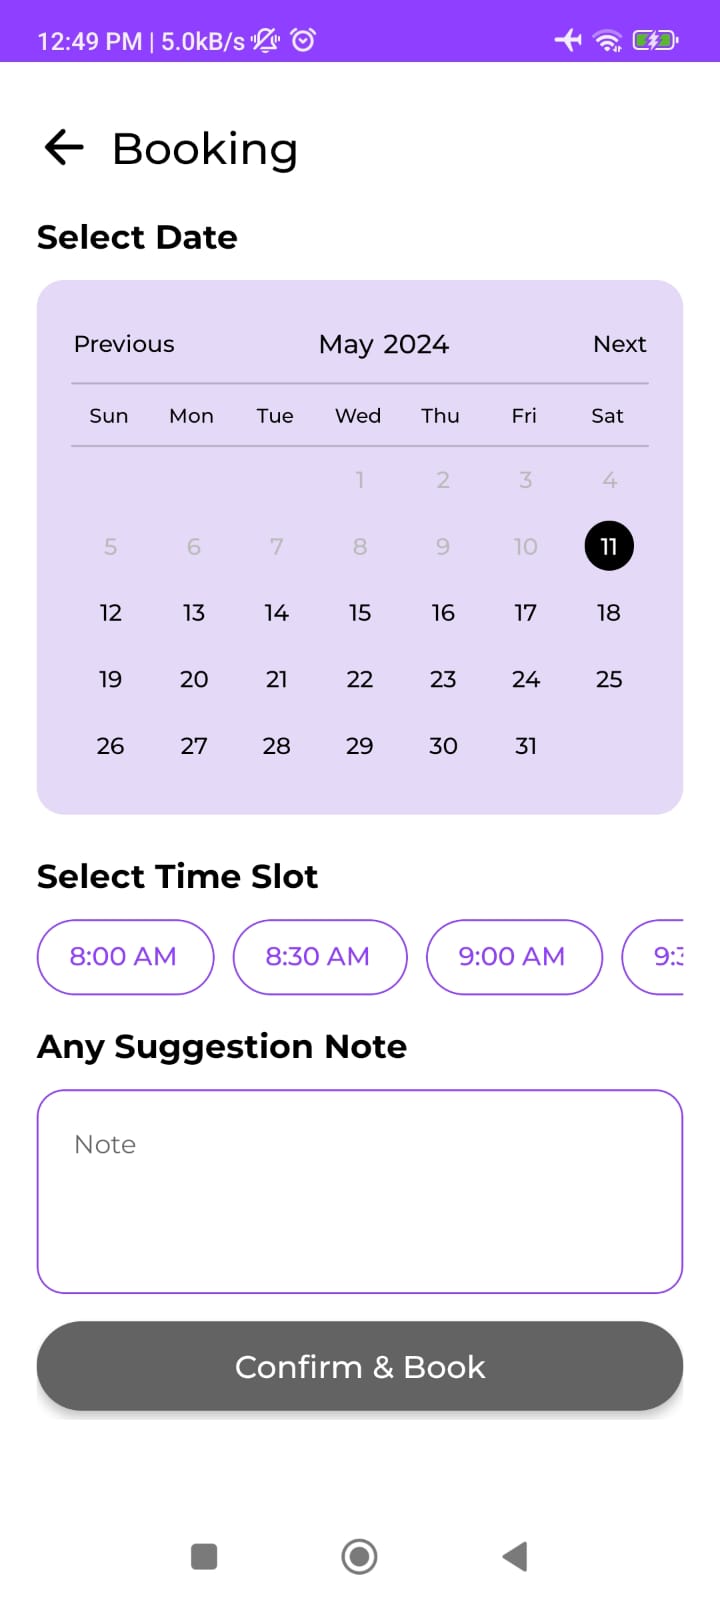 12:49 PM | 5.0kB/s
Booking
Select Date
Previous May 2024 Next
Sun Mon Tue Wed Thu Fri Sat
1 2 3 4
5 6 7 8 9 10 11
12 13 14 15 16 17 18
19 20 21 22 23 24 25
26 27 28 29 30 31
Select Time Slot
8:00 AM 8:30 AM 9:00 AM
Any Suggestion Note
Note
Confirm & Book